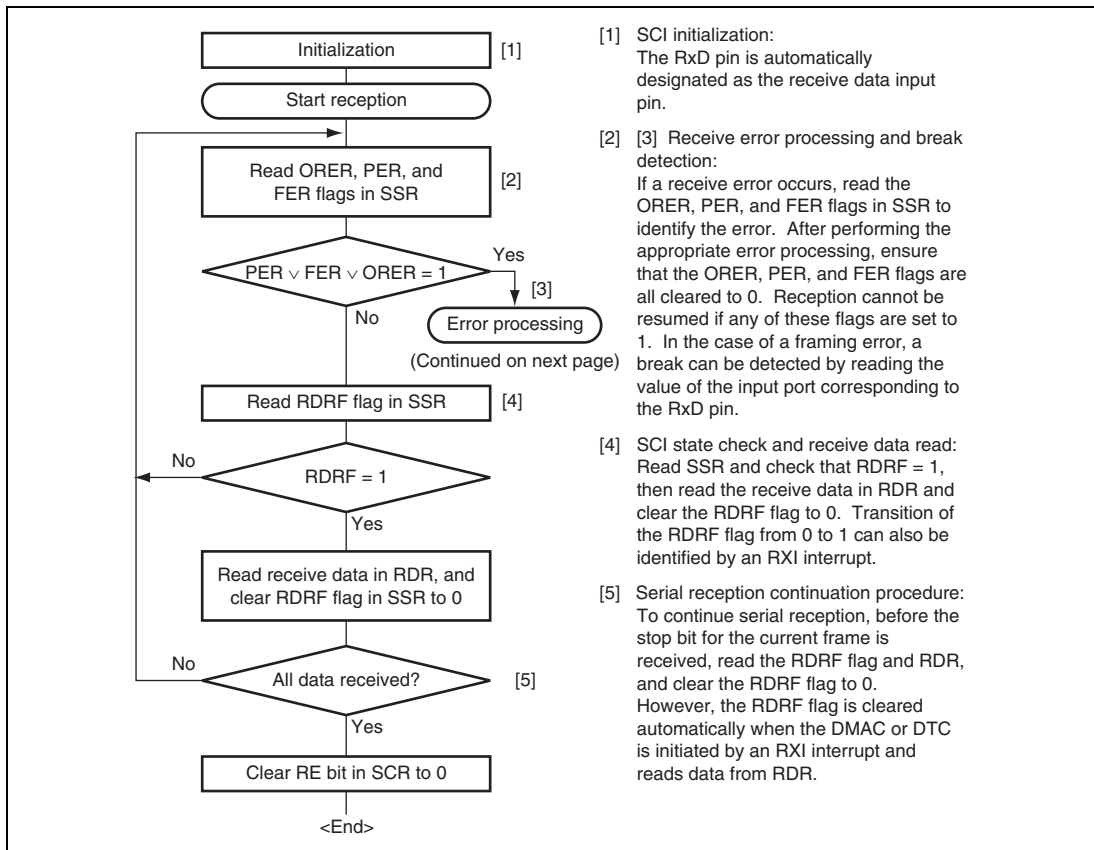 Initialization
[1]
Start reception
Read ORER, PER, and
FER flags in SSR
[2]
PER ∨ FER ∨ ORER = 1
Yes
[3]
No
Error processing
(Continued on next page)
Read RDRF flag in SSR
[4]
No
RDRF = 1
Yes
Read receive data in RDR, and
clear RDRF flag in SSR to 0
No
All data received?
[5]
Yes
Clear RE bit in SCR to 0
<End>
[1] SCI initialization:
The RxD pin is automatically
designated as the receive data input
pin.
[2] [3] Receive error processing and break
detection:
If a receive error occurs, read the
ORER, PER, and FER flags in SSR to
identify the error. After performing the
appropriate error processing, ensure
that the ORER, PER, and FER flags are
all cleared to 0. Reception cannot be
resumed if any of these flags are set to
1. In the case of a framing error, a
break can be detected by reading the
value of the input port corresponding to
the RxD pin.
[4] SCI state check and receive data read:
Read SSR and check that RDRF = 1,
then read the receive data in RDR and
clear the RDRF flag to 0. Transition of
the RDRF flag from 0 to 1 can also be
identified by an RXI interrupt.
[5] Serial reception continuation procedure:
To continue serial reception, before the
stop bit for the current frame is
received, read the RDRF flag and RDR,
and clear the RDRF flag to 0.
However, the RDRF flag is cleared
automatically when the DMAC or DTC
is initiated by an RXI interrupt and
reads data from RDR.